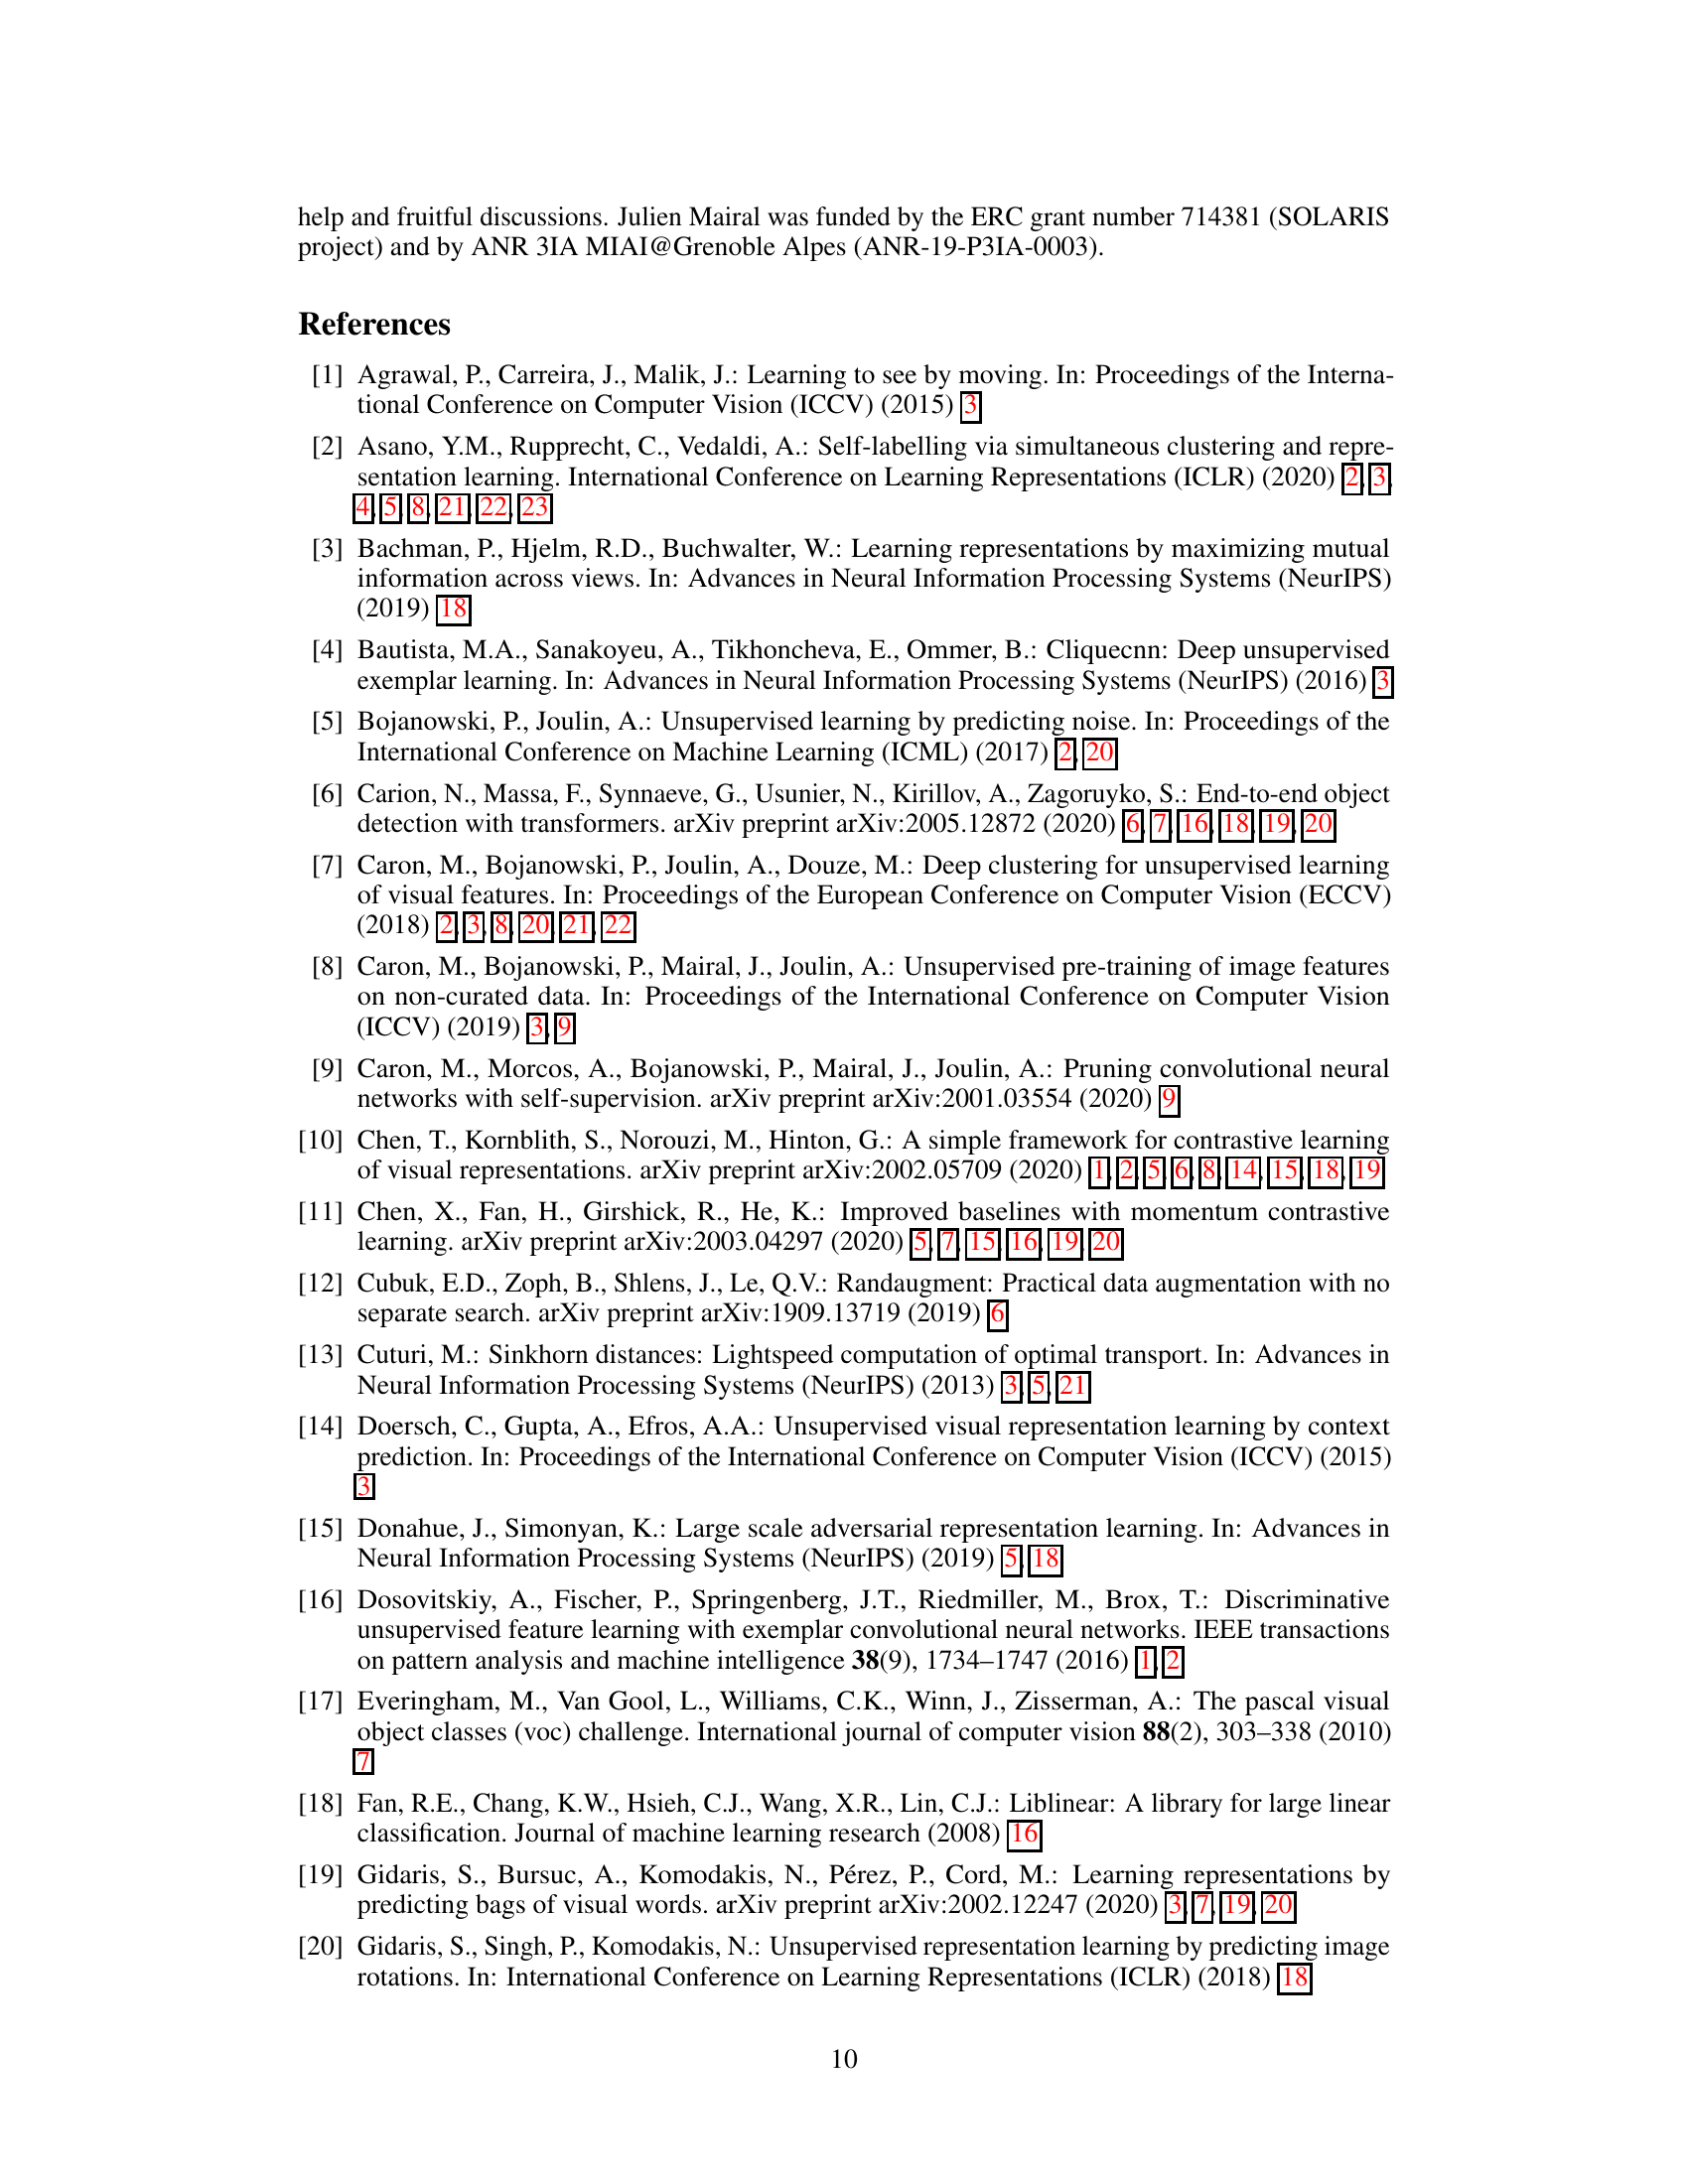 help and fruitful discussions. Julien Mairal was funded by the ERC grant number 714381 (SOLARIS
project) and by ANR 3IA MIAI@Grenoble Alpes (ANR-19-P3IA-0003).
References
[1] Agrawal, P., Carreira, J., Malik, J.: Learning to see by moving. In: Proceedings of the Interna-
tional Conference on Computer Vision (ICCV) (2015) 3
[2] Asano, Y.M., Rupprecht, C., Vedaldi, A.: Self-labelling via simultaneous clustering and repre-
sentation learning. International Conference on Learning Representations (ICLR) (2020) 2, 3,
4, 5, 8, 21, 22, 23
[3] Bachman, P., Hjelm, R.D., Buchwalter, W.: Learning representations by maximizing mutual
information across views. In: Advances in Neural Information Processing Systems (NeurIPS)
(2019) 18
[4] Bautista, M.A., Sanakoyeu, A., Tikhoncheva, E., Ommer, B.: Cliquecnn: Deep unsupervised
exemplar learning. In: Advances in Neural Information Processing Systems (NeurIPS) (2016) 3
[5] Bojanowski, P., Joulin, A.: Unsupervised learning by predicting noise. In: Proceedings of the
International Conference on Machine Learning (ICML) (2017) 2, 20
[6] Carion, N., Massa, F., Synnaeve, G., Usunier, N., Kirillov, A., Zagoruyko, S.: End-to-end object
detection with transformers. arXiv preprint arXiv:2005.12872 (2020) 6, 7, 16, 18, 19, 20
[7] Caron, M., Bojanowski, P., Joulin, A., Douze, M.: Deep clustering for unsupervised learning
of visual features. In: Proceedings of the European Conference on Computer Vision (ECCV)
(2018) 2, 3, 8, 20, 21, 22
[8] Caron, M., Bojanowski, P., Mairal, J., Joulin, A.: Unsupervised pre-training of image features
on non-curated data. In: Proceedings of the International Conference on Computer Vision
(ICCV) (2019) 3, 9
[9] Caron, M., Morcos, A., Bojanowski, P., Mairal, J., Joulin, A.: Pruning convolutional neural
networks with self-supervision. arXiv preprint arXiv:2001.03554 (2020) 9
[10] Chen, T., Kornblith, S., Norouzi, M., Hinton, G.: A simple framework for contrastive learning
of visual representations. arXiv preprint arXiv:2002.05709 (2020) 1, 2, 5, 6, 8, 14, 15, 18, 19
[11] Chen, X., Fan, H., Girshick, R., He, K.: Improved baselines with momentum contrastive
learning. arXiv preprint arXiv:2003.04297 (2020) 5, 7, 15, 16, 19, 20
[12] Cubuk, E.D., Zoph, B., Shlens, J., Le, Q.V.: Randaugment: Practical data augmentation with no
separate search. arXiv preprint arXiv:1909.13719 (2019) 6
[13] Cuturi, M.: Sinkhorn distances: Lightspeed computation of optimal transport. In: Advances in
Neural Information Processing Systems (NeurIPS) (2013) 3, 5, 21
[14] Doersch, C., Gupta, A., Efros, A.A.: Unsupervised visual representation learning by context
prediction. In: Proceedings of the International Conference on Computer Vision (ICCV) (2015)
3
[15] Donahue, J., Simonyan, K.: Large scale adversarial representation learning. In: Advances in
Neural Information Processing Systems (NeurIPS) (2019) 5, 18
[16] Dosovitskiy, A., Fischer, P., Springenberg, J.T., Riedmiller, M., Brox, T.: Discriminative
unsupervised feature learning with exemplar convolutional neural networks. IEEE transactions
on pattern analysis and machine intelligence 38(9), 1734–1747 (2016) 1, 2
[17] Everingham, M., Van Gool, L., Williams, C.K., Winn, J., Zisserman, A.: The pascal visual
object classes (voc) challenge. International journal of computer vision 88(2), 303–338 (2010)
7
[18] Fan, R.E., Chang, K.W., Hsieh, C.J., Wang, X.R., Lin, C.J.: Liblinear: A library for large linear
classification. Journal of machine learning research (2008) 16
[19] Gidaris, S., Bursuc, A., Komodakis, N., Pérez, P., Cord, M.: Learning representations by
predicting bags of visual words. arXiv preprint arXiv:2002.12247 (2020) 3, 7, 19, 20
[20] Gidaris, S., Singh, P., Komodakis, N.: Unsupervised representation learning by predicting image
rotations. In: International Conference on Learning Representations (ICLR) (2018) 18
10